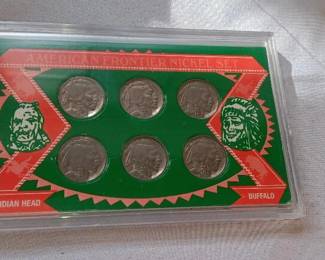 AMERICAN FRONTIER NICKEL SET
INDIAN HEAD
BUFFALO